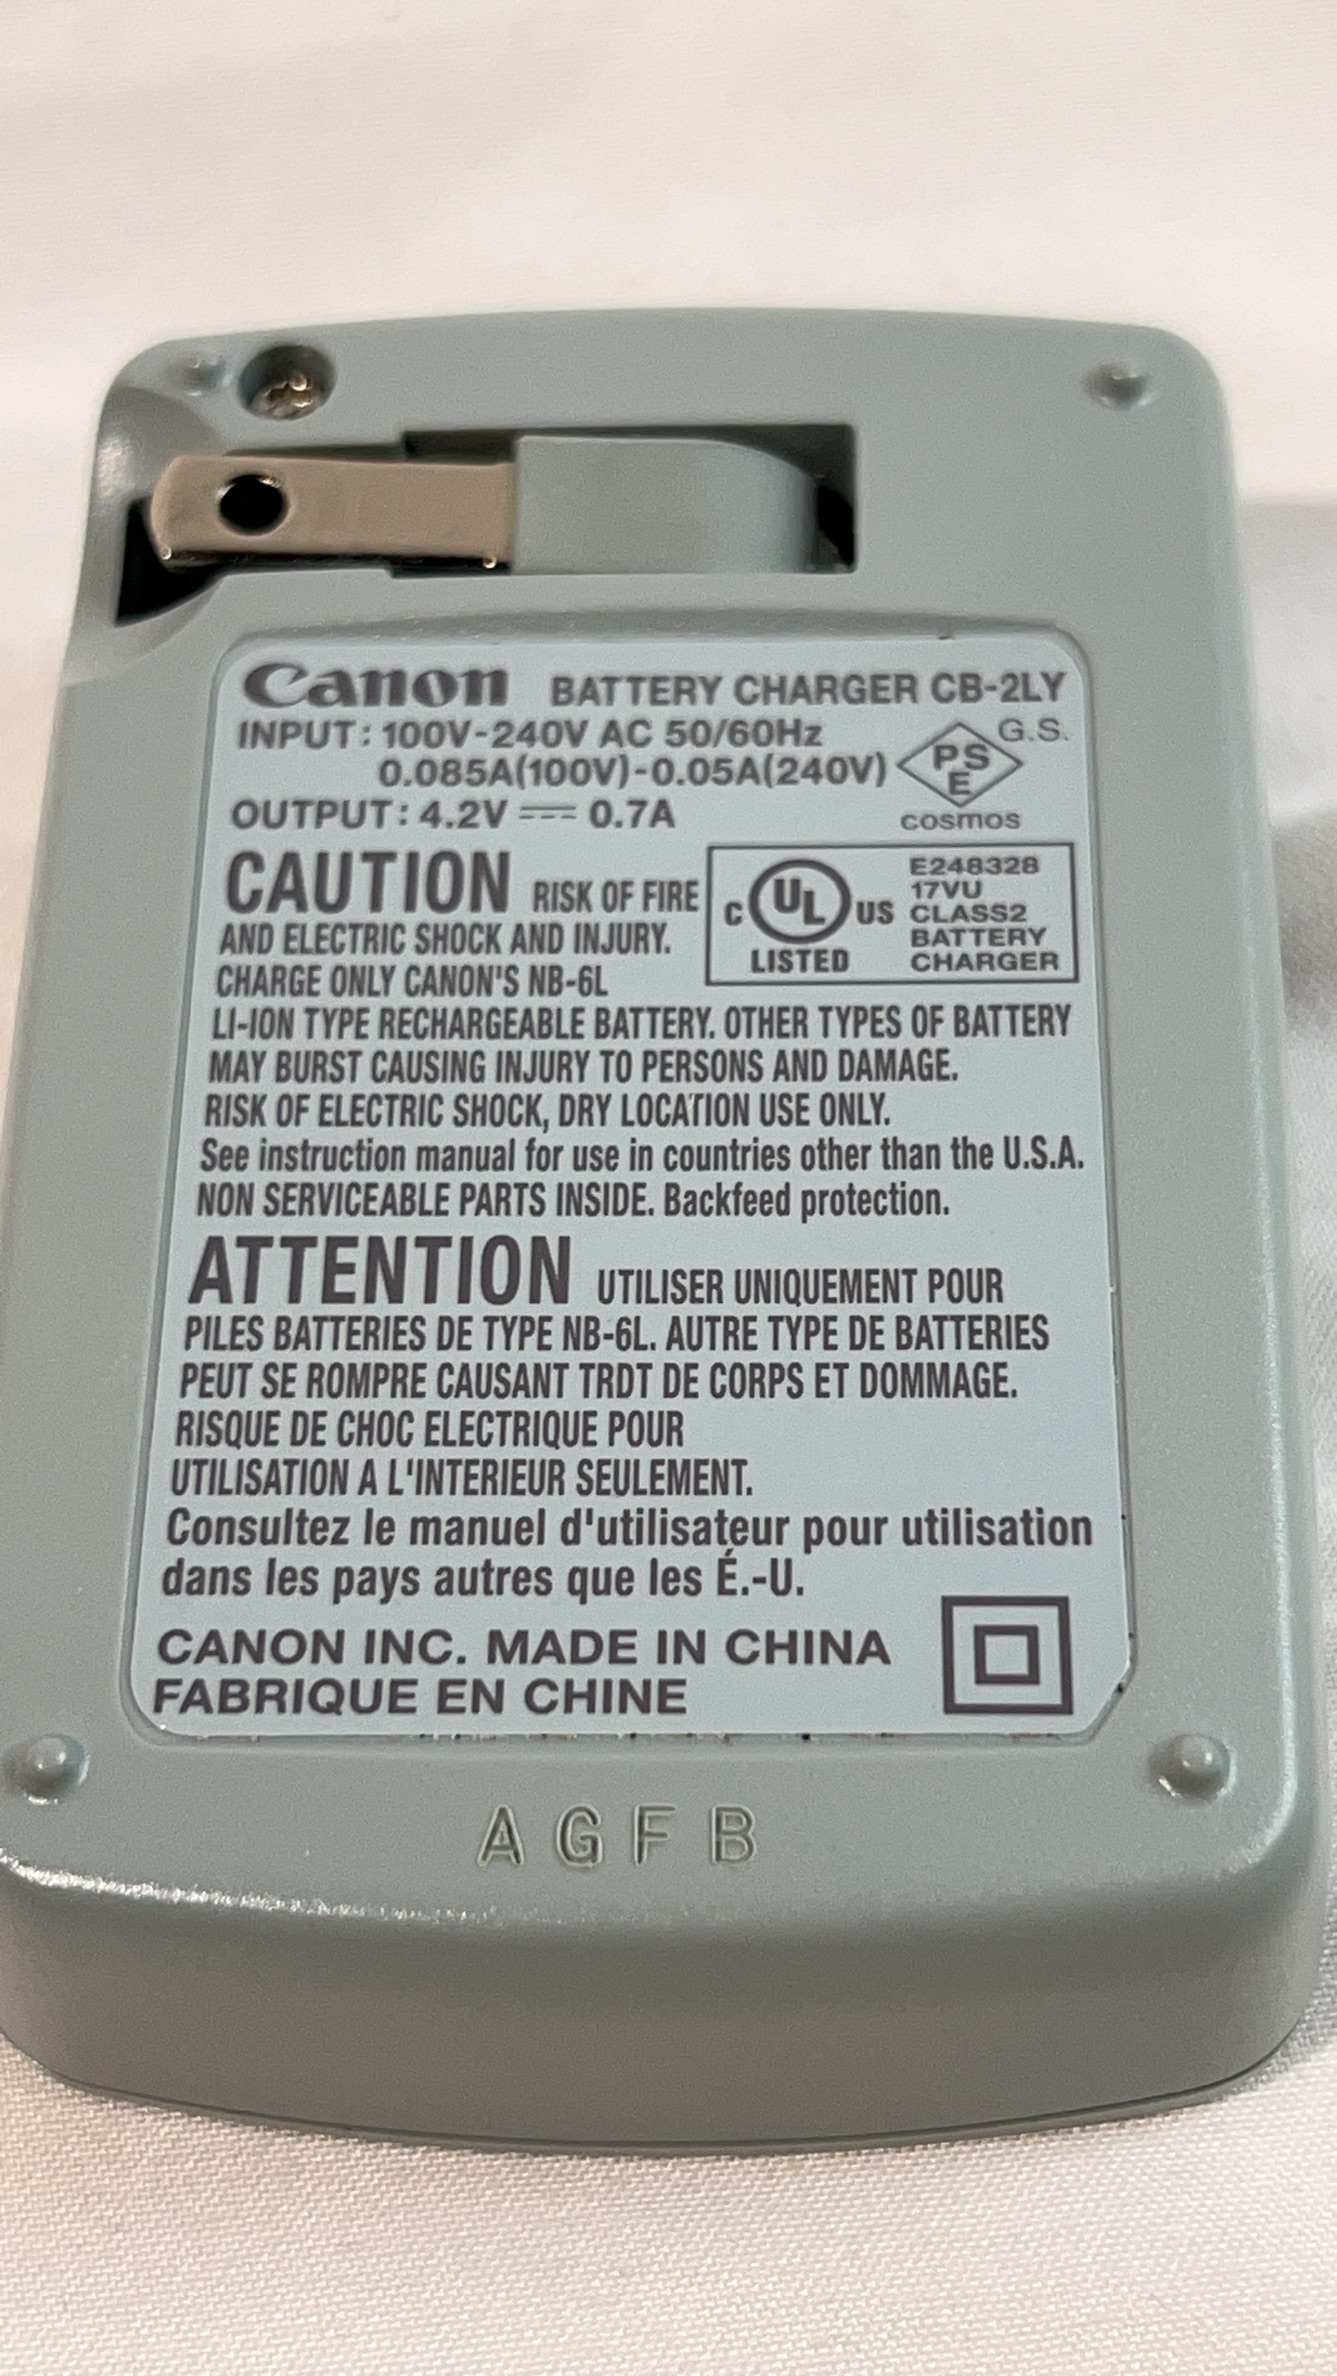 Canon BATTERY CHARGER CB-2LY
INPUT: 100V-240V AC 50/60Hz
0.085A(100V)-0.05A(240V)
OUTPUT: 4.2V ⎓ 0.7A
PS
E
G.S.
cosmos
CAUTION RISK OF FIRE
AND ELECTRIC SHOCK AND INJURY.
CHARGE ONLY CANON'S NB-6L
C UL US
LISTED
E248328
17VU
CLASS2
BATTERY
CHARGER
LI-ION TYPE RECHARGEABLE BATTERY. OTHER TYPES OF BATTERY
MAY BURST CAUSING INJURY TO PERSONS AND DAMAGE.
RISK OF ELECTRIC SHOCK, DRY LOCATION USE ONLY.
See instruction manual for use in countries other than the U.S.A.
NON SERVICEABLE PARTS INSIDE. Backfeed protection.
ATTENTION UTILISER UNIQUEMENT POUR
PILES BATTERIES DE TYPE NB-6L. AUTRE TYPE DE BATTERIES
PEUT SE ROMPRE CAUSANT TRDT DE CORPS ET DOMMAGE.
RISQUE DE CHOC ELECTRIQUE POUR
UTILISATION A L'INTERIEUR SEULEMENT.
Consultez le manuel d'utilisateur pour utilisation
dans les pays autres que les É.-U.
CANON INC. MADE IN CHINA
FABRIQUE EN CHINE
A G F B